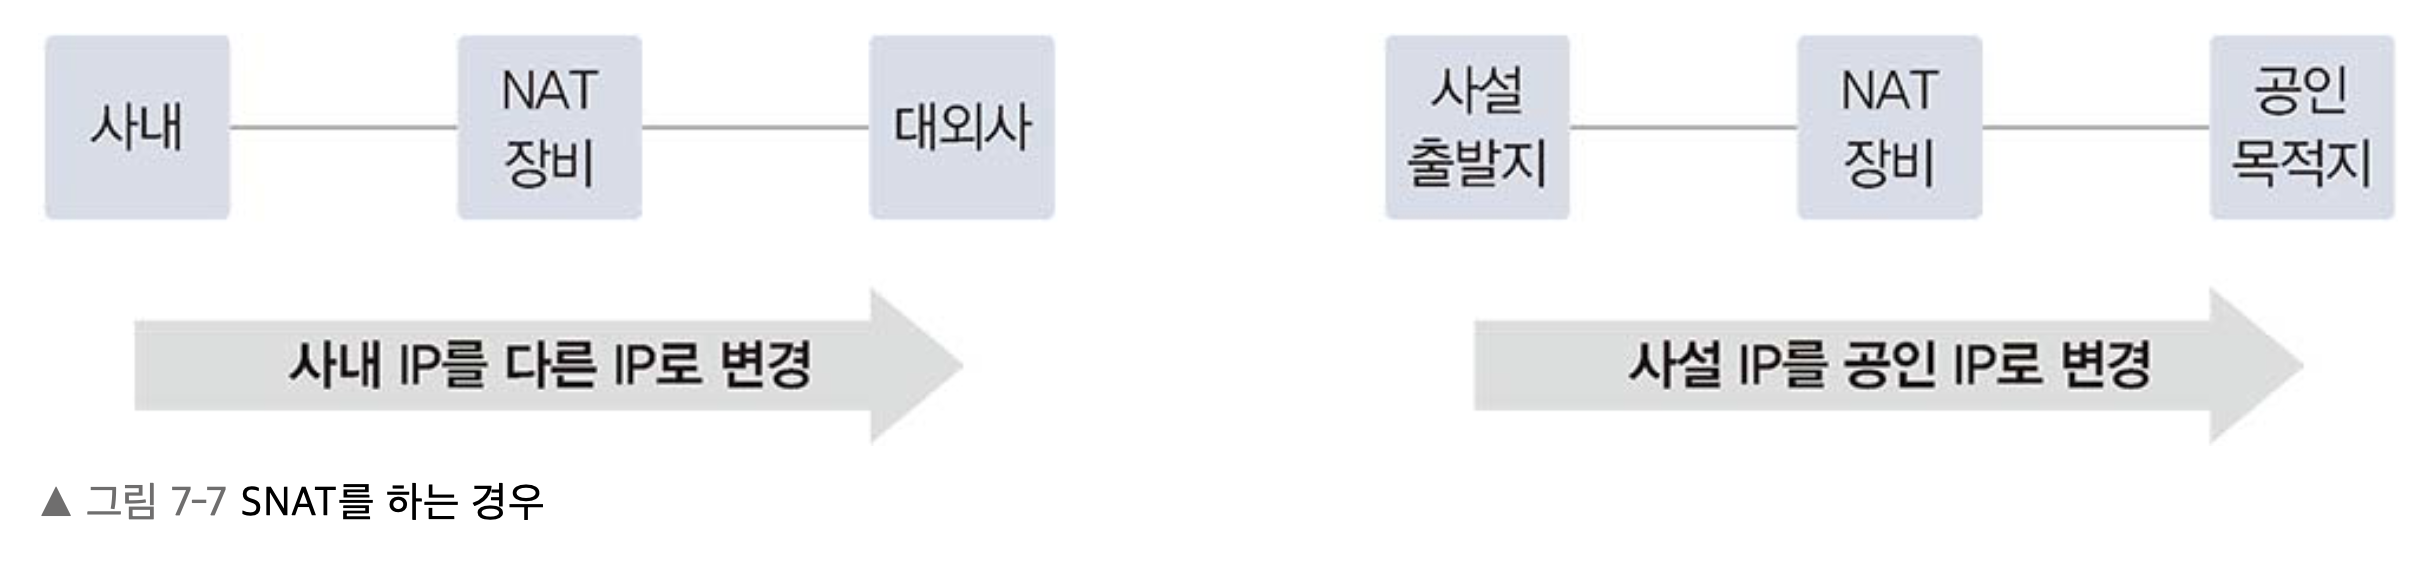 사내
NAT
장비
대외사
사내 IP를 다른 IP로 변경
사설
출발지
NAT
장비
공인
목적지
사설 IP를 공인 IP로 변경
▲ 그림 7-7 SNAT를 하는 경우